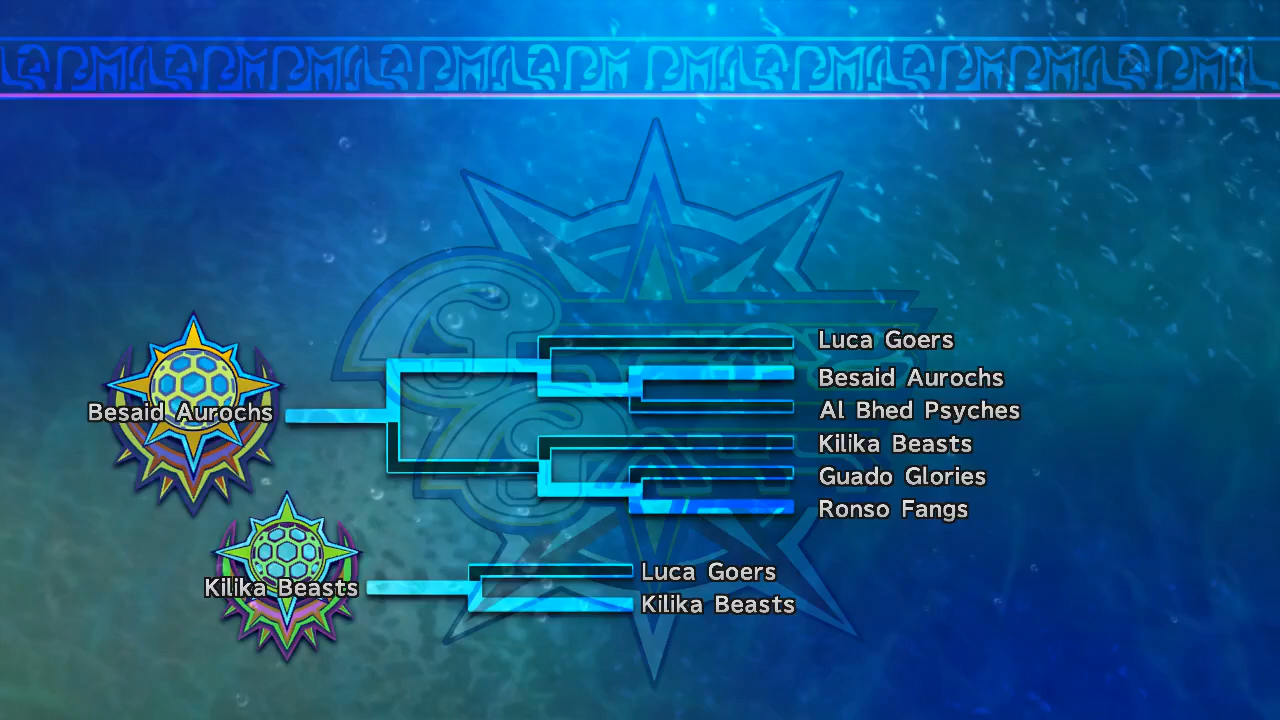 Luca Goers
Besaid Aurochs
Besaid Aurochs
Al Bhed Psyches
Kilika Beasts
Guado Glories
Ronso Fangs
Luca Goers
Kilika Beasts
Kilika Beasts